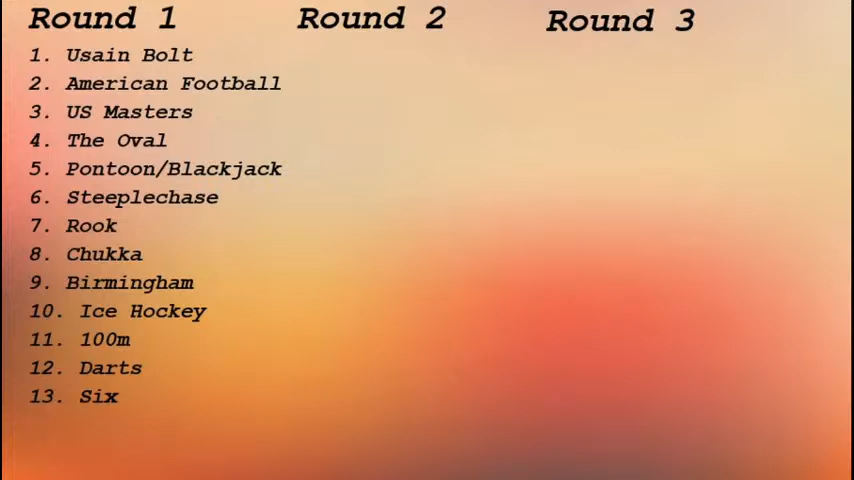 Round 1
Round 2
Round 3
1. Usain Bolt
2. American Football
3. US Masters
4. The Oval
5. Pontoon/Blackjack
6. Steeplechase
7. Rook
8. Chukka
9. Birmingham
10. Ice Hockey
11. 100m
12. Darts
13. Six